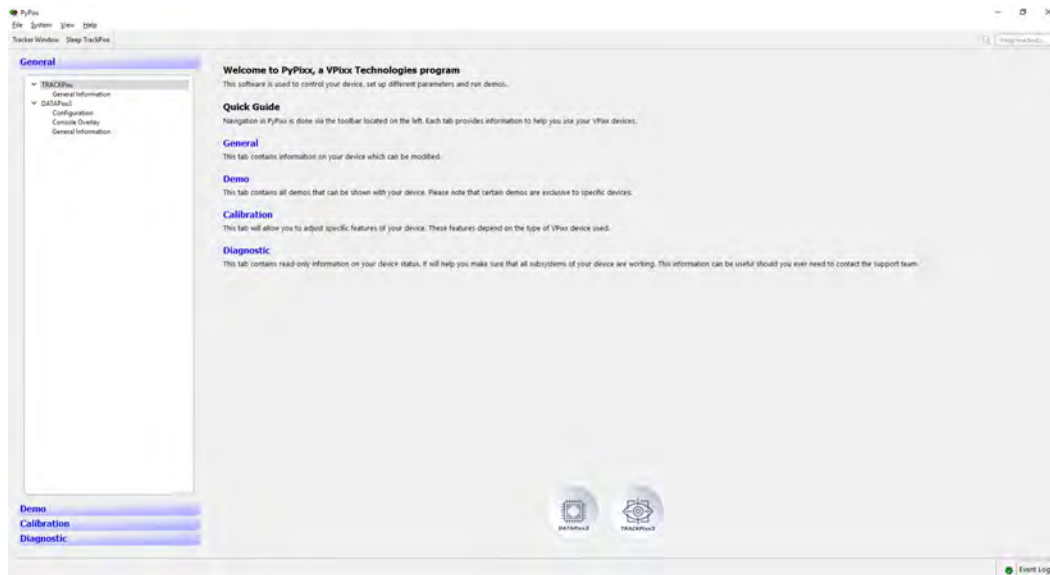 PyPixx
File System View Help
Tracker Window Sleep TrackPixx
General
TRACKPixx
General Information
DATAPixx3
Configuration
Console Overlay
General Information
Demo
Calibration
Diagnostic
Welcome to PyPixx, a VPixx Technologies program
This software is used to control your device, set up different parameters and run demos.
Quick Guide
Navigation in PyPixx is done via the toolbar located on the left. Each tab provides information to help you use your VPixx devices.
General
This tab contains information on your device which can be modified.
Demo
This tab contains all demos that can be shown with your device. Please note that certain demos are exclusive to specific devices.
Calibration
This tab will allow you to adjust specific features of your device. These features depend on the type of VPixx device used.
Diagnostic
This tab contains read-only information on your device status. It will help you make sure that all subsystems of your device are working. This information can be useful should you ever need to contact the support team.
DATAPixx3
TRACKPixx3
Event Log